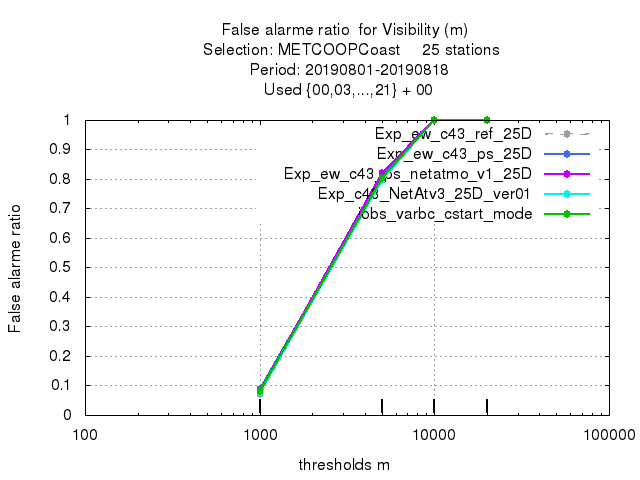 False alarme ratio  for Visibility (m)
Selection: METCOOPCoast     25 stations
Period: 20190801-20190818
Used {00,03,...,21} + 00
1
0.9
0.8
0.7
0.6
0.5
0.4
0.3
0.2
0.1
0
False alarme ratio
Exp_ew_c43_ref_25D
Exp_ew_c43_ps_25D
Exp_ew_c43_ps_netatmo_v1_25D
Exp_c43_NetAtv3_25D_ver01
obs_varbc_cstart_mode
100
1000
10000
100000
thresholds m